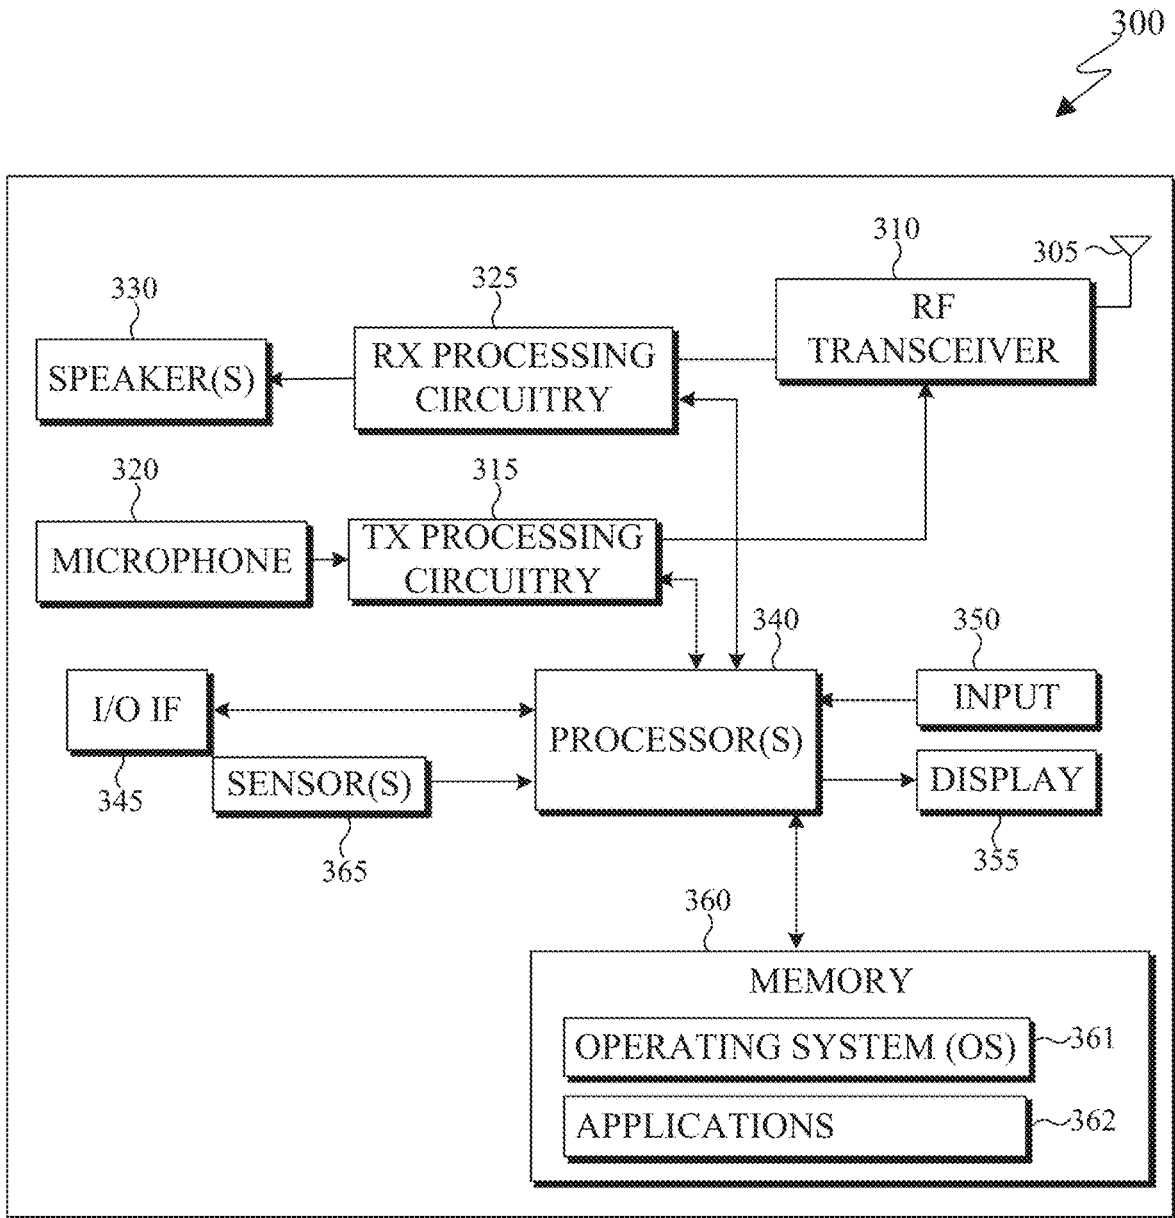 300
310
305
RF
TRANSCEIVER
325
RX PROCESSING
CIRCUITRY
330
SPEAKER(S)
320
MICROPHONE
315
TX PROCESSING
CIRCUITRY
340
PROCESSOR(S)
350
INPUT
I/O IF
345
SENSOR(S)
365
DISPLAY
355
360
MEMORY
OPERATING SYSTEM (OS)
361
APPLICATIONS
362